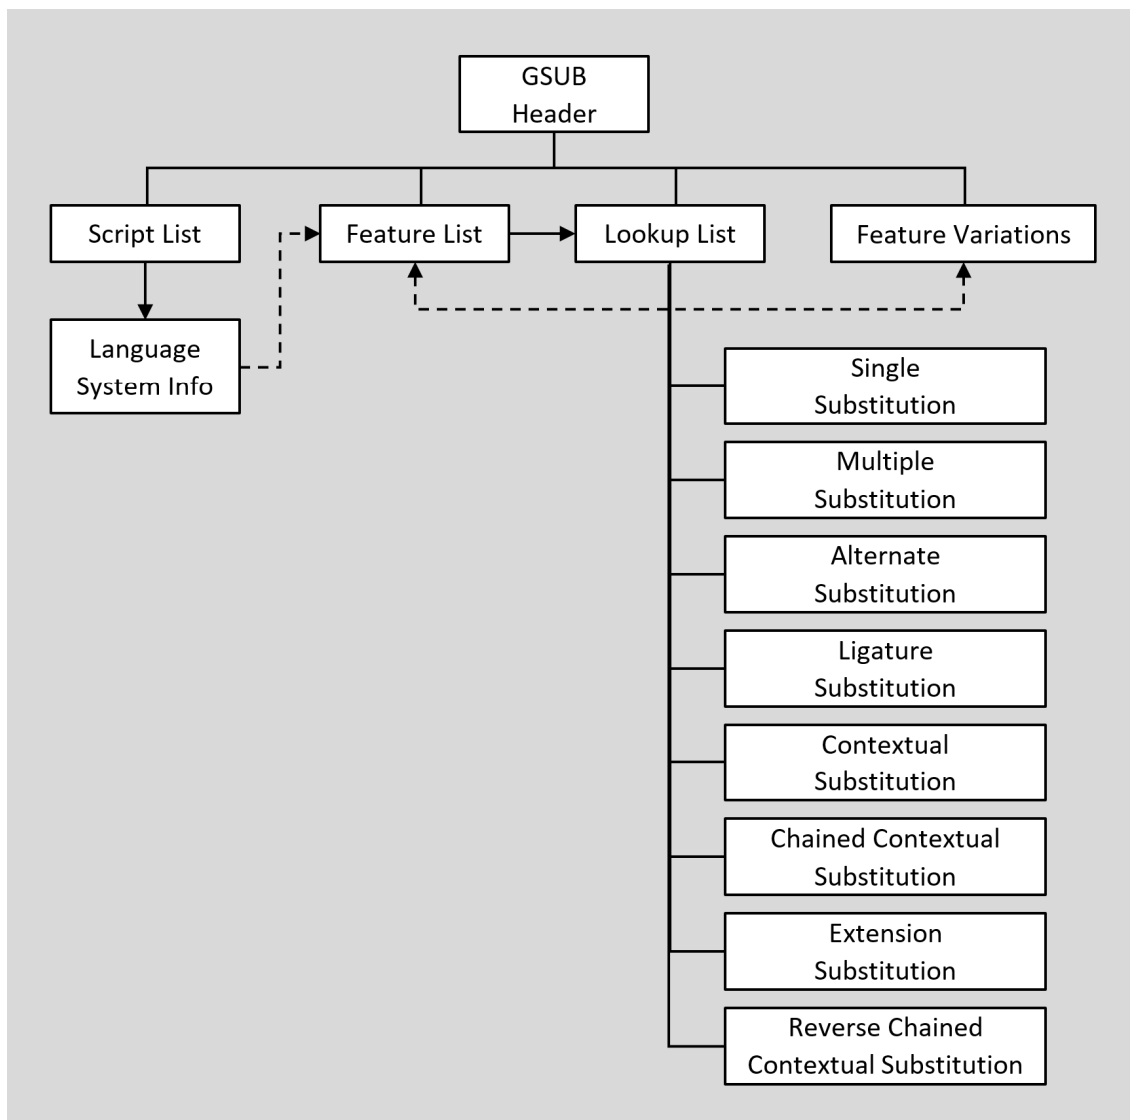 GSUB
Header
Script List
Feature List
Lookup List
Feature Variations
Language
System Info
Single
Substitution
Multiple
Substitution
Alternate
Substitution
Ligature
Substitution
Contextual
Substitution
Chained Contextual
Substitution
Extension
Substitution
Reverse Chained
Contextual Substitution